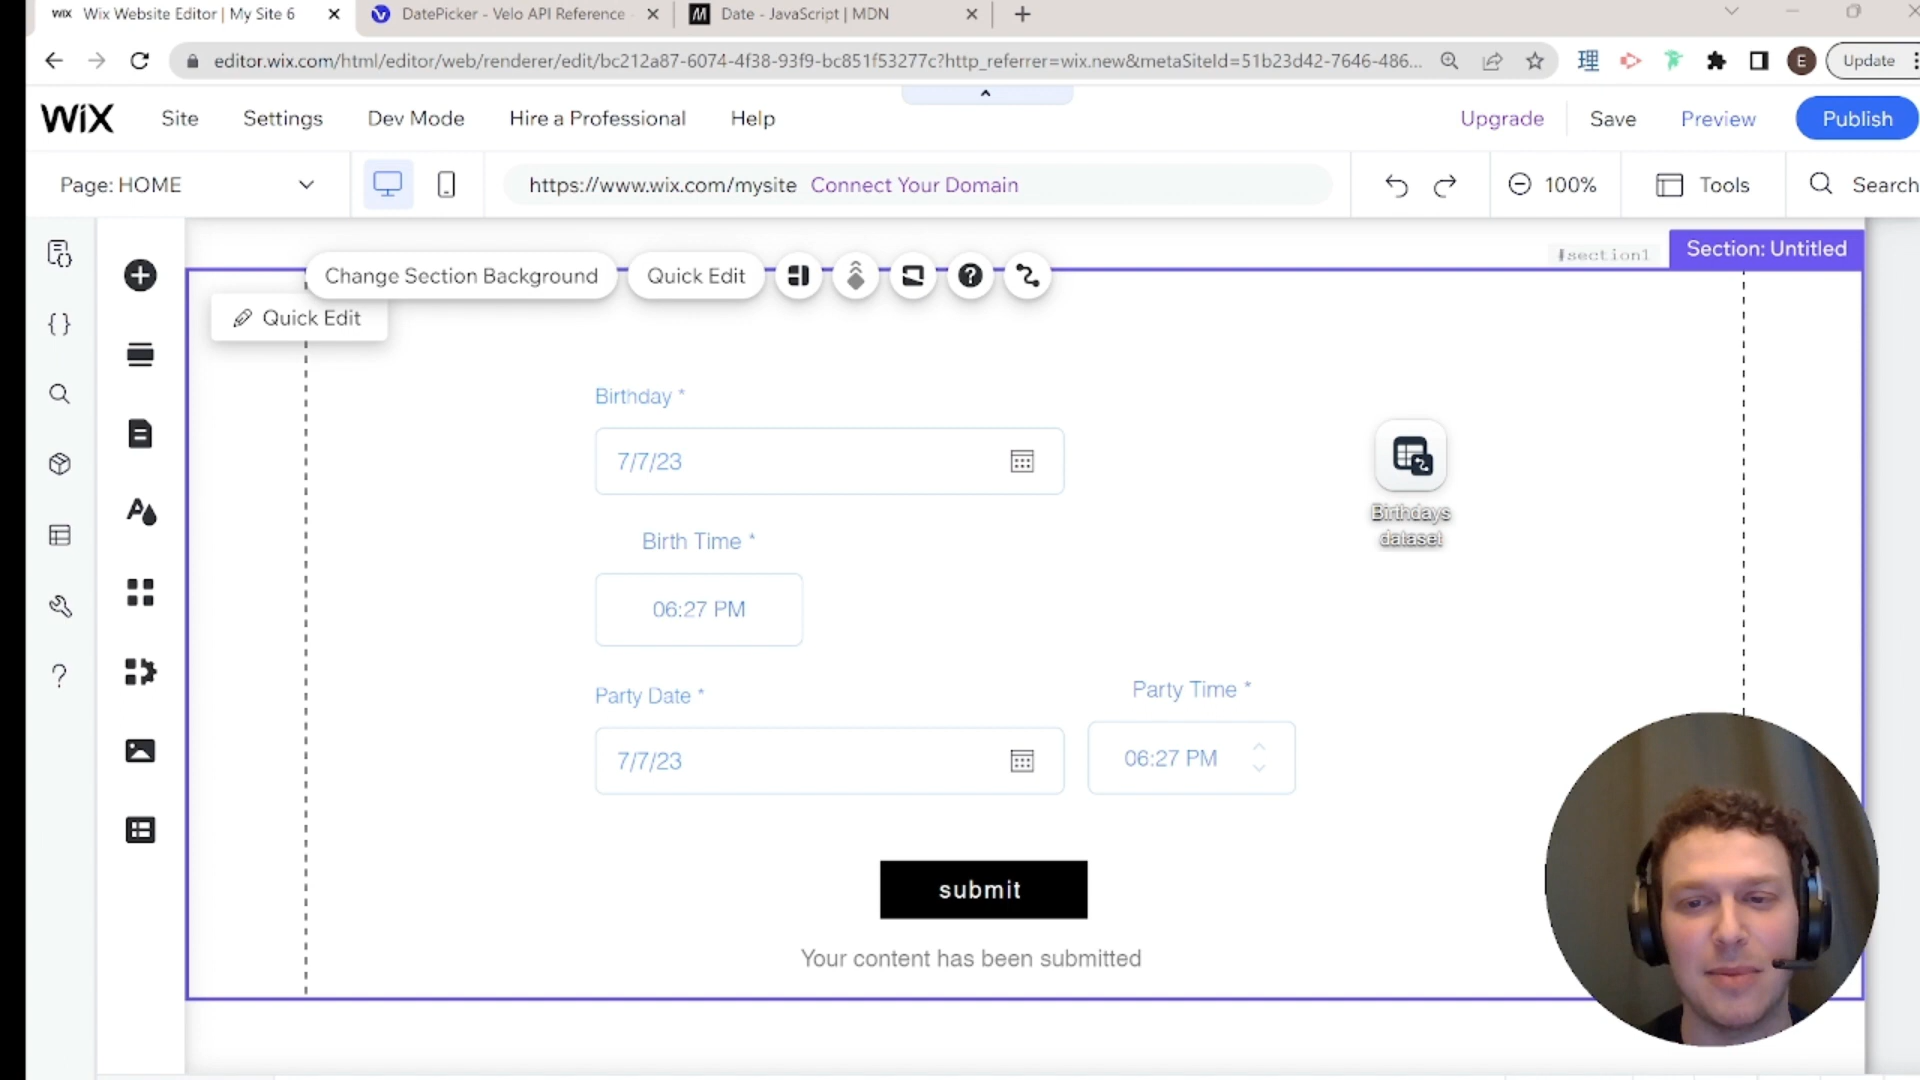 WiX Wix Website Editor | My Site 6
DatePicker - Velo API Reference
Date - JavaScript | MDN
editor.wix.com/html/editor/web/renderer/edit/bc212a87-6074-4f38-93f9-bc851f53277c?http_referrer=wix.new&metaSiteId=51b23d42-7646-486...
E
Update
WiX
Site
Settings
Dev Mode
Hire a Professional
Help
Upgrade
Save
Preview
Publish
Page: HOME
https://www.wix.com/mysite
Connect Your Domain
100%
Tools
Search
#section1
Section: Untitled
Change Section Background
Quick Edit
Quick Edit
Birthday *
7/7/23
Birthdays
dataset
Birth Time *
06:27 PM
Party Date *
Party Time *
7/7/23
06:27 PM
submit
Your content has been submitted